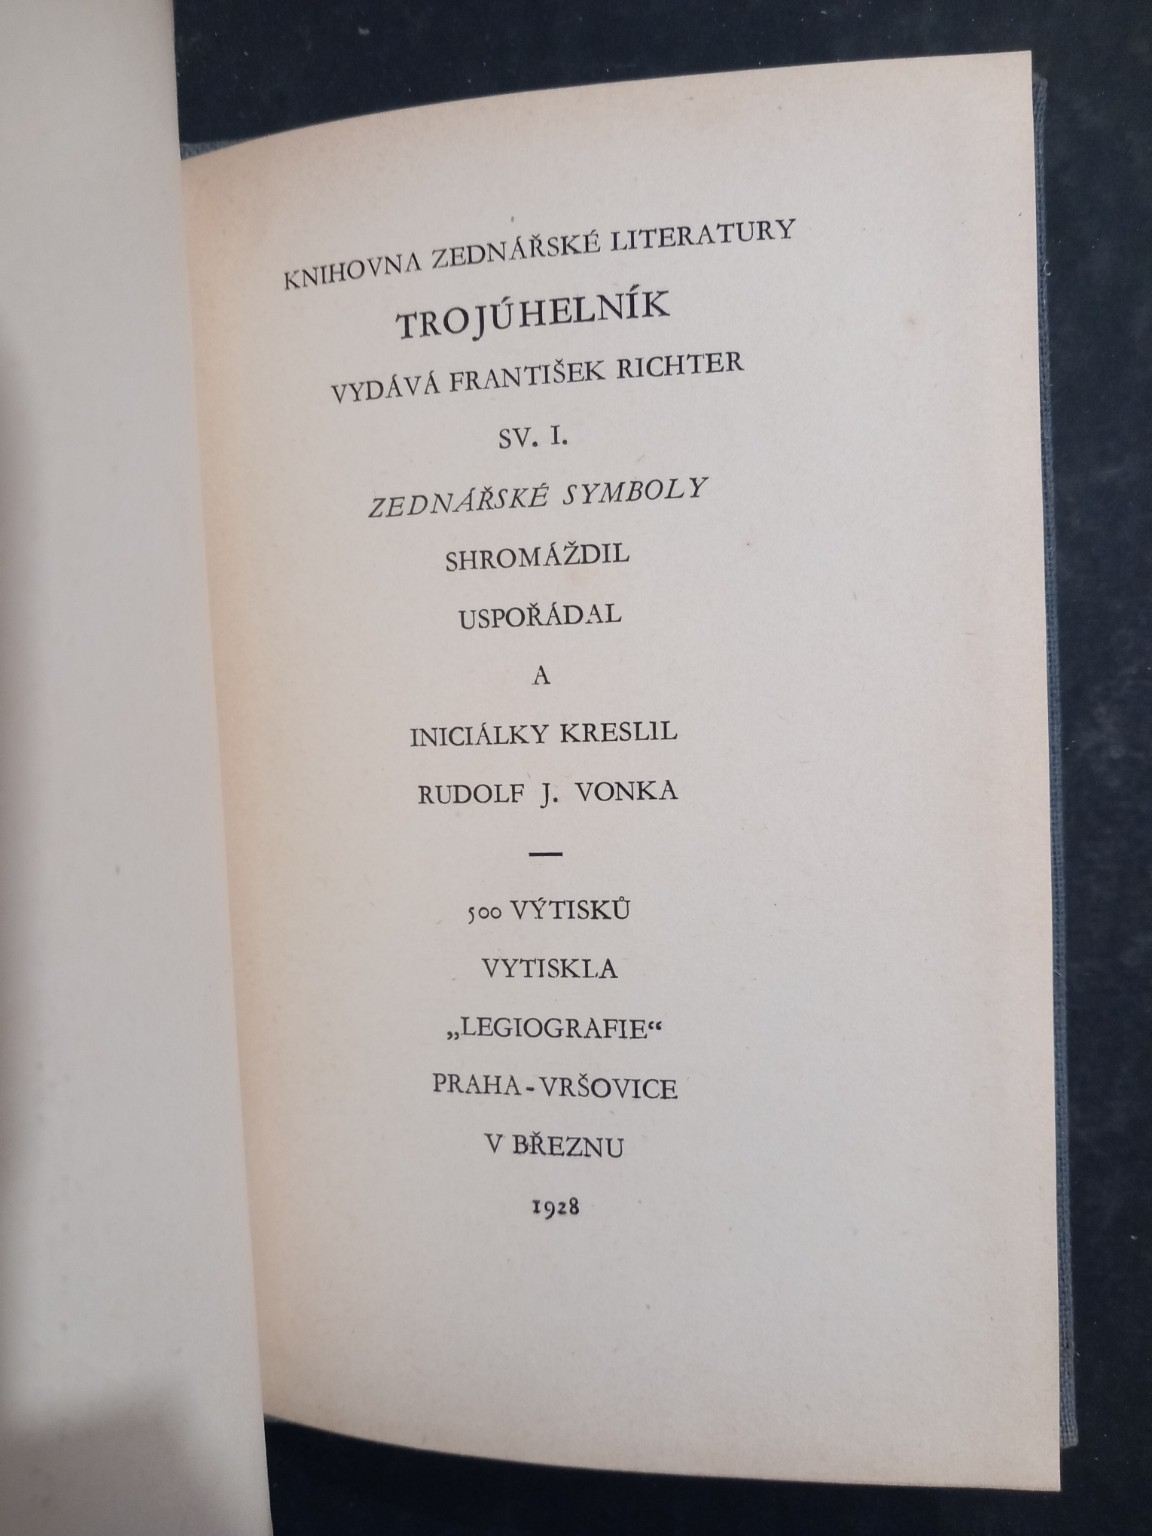 KNIHOVNA ZEDNÁŘSKÉ LITERATURY
TROJÚHELNÍK
VYDÁVÁ FRANTIŠEK RICHTER
SV. I.
ZEDNÁŘSKÉ SYMBOLY
SHROMÁŽDIL
USPOŘÁDAL
A
INICIÁLKY KRESLIL
RUDOLF J. VONKA
—
500 VÝTISKŮ
VYTISKLA
„LEGIOGRAFIE“
PRAHA-VRŠOVICE
V BŘEZNU
1928